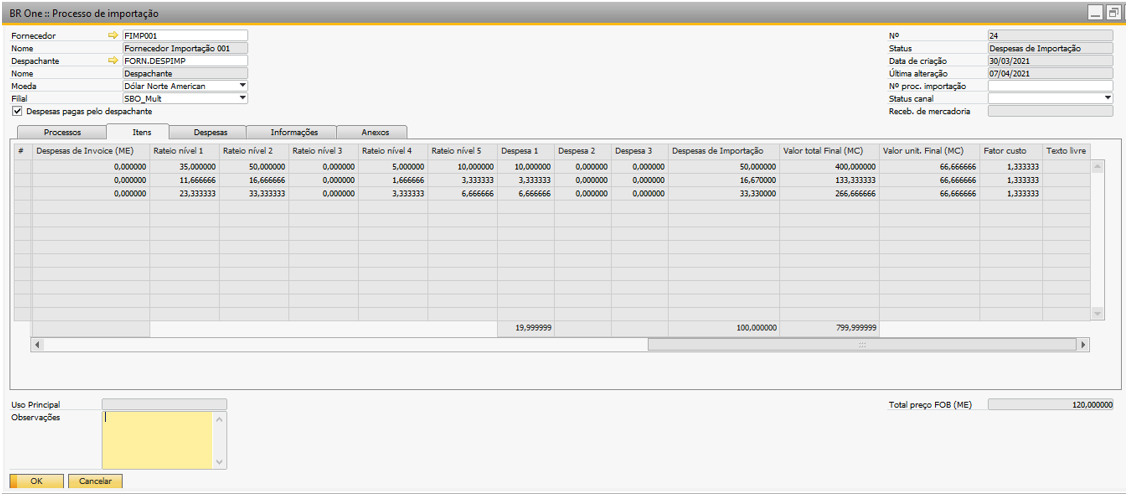 BR One :: Processo de importação
Fornecedor FIMP001
Nome Fornecedor Importação 001
Despachante FORN.DESPIMP
Nome Despachante
Moeda Dólar Norte American
Filial SBO_Mult
Despesas pagas pelo despachante
Nº 24
Status Despesas de Importação
Data de criação 30/03/2021
Última alteração 07/04/2021
Nº proc. importação
Status canal
Receb. de mercadoria
Processos Itens Despesas Informações Anexos
# Despesas de Invoice (ME) Rateio nível 1 Rateio nível 2 Rateio nível 3 Rateio nível 4 Rateio nível 5 Despesa 1 Despesa 2 Despesa 3 Despesas de Importação Valor total Final (MC) Valor unit. Final (MC) Fator custo Texto livre
0,000000 35,000000 50,000000 0,000000 5,000000 10,000000 10,000000 0,000000 0,000000 50,000000 400,000000 66,666666 1,333333
0,000000 11,666666 16,666666 0,000000 1,666666 3,333333 3,333333 0,000000 0,000000 16,670000 133,333333 66,666666 1,333333
0,000000 23,333333 33,333333 0,000000 3,333333 6,666666 6,666666 0,000000 0,000000 33,330000 266,666666 66,666666 1,333333
19,999999 100,000000 799,999999
Uso Principal
Observações
Total preço FOB (ME) 120,000000
OK Cancelar